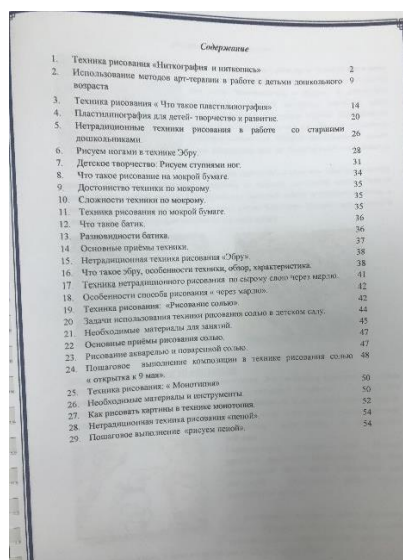 Содержание
1. Техника рисования «Ниткография и ниткопись» 2
2. Использование методов арт-терапии в работе с детьми дошкольного 9
возраста
3. Техника рисования « Что такое пластилинография» 14
4. Пластилинография для детей- творчество и развитие. 20
5. Нетрадиционные техники рисования в работе со старшими 26
дошкольниками.
6. Рисуем ногами в технике Эбру. 28
7. Детское творчество: Рисуем ступнями ног. 31
8. Что такое рисование на мокрой бумаге. 34
9. Достоинство техники по мокрому 35
10. Сложности техники по мокрому. 35
11. Техника рисования по мокрой бумаге. 35
12. Что такое батик. 36
13. Разновидности батика. 36
14. Основные приёмы техники. 37
15. Нетрадиционная техника рисования «Эбру». 38
16. Что такое эбру, особенности техники, обзор, характеристика. 38
17. Техника нетрадиционного рисования по сырому свою через марлю. 41
18. Особенности способа рисования « через марлю». 42
19. Техника рисования: «Рисование солью». 42
20 Задачи использования техники рисования солью в детском саду. 44
21. Необходимые материалы для занятий. 45
22 Основные приёмы рисования солью. 47
23. Рисование акварелью и поваренной солью. 47
24. Пошаговое выполнение композиции в технике рисования солью 48
« открытка к 9 мая».
25. Техника рисования: « Монотипия» 50
26. Необходимые материалы и инструменты 50
27. Как рисовать картины в технике монотопия. 52
28. Нетрадиционная техника рисования «пеной». 54
29. Пошаговое выполнение «рисуем пеной». 54